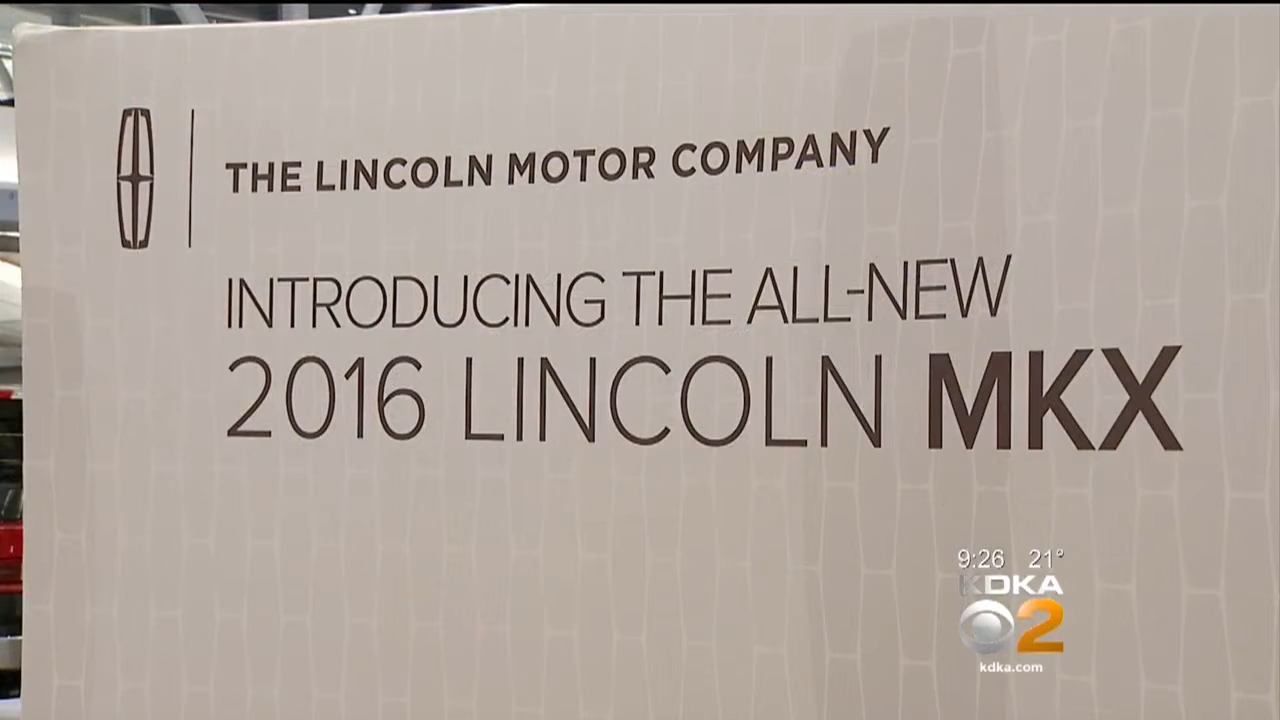 THE LINCOLN MOTOR COMPANY
INTRODUCING THE ALL-NEW
2016 LINCOLN MKX
9:26 21°
KDKA
2
kdka.com